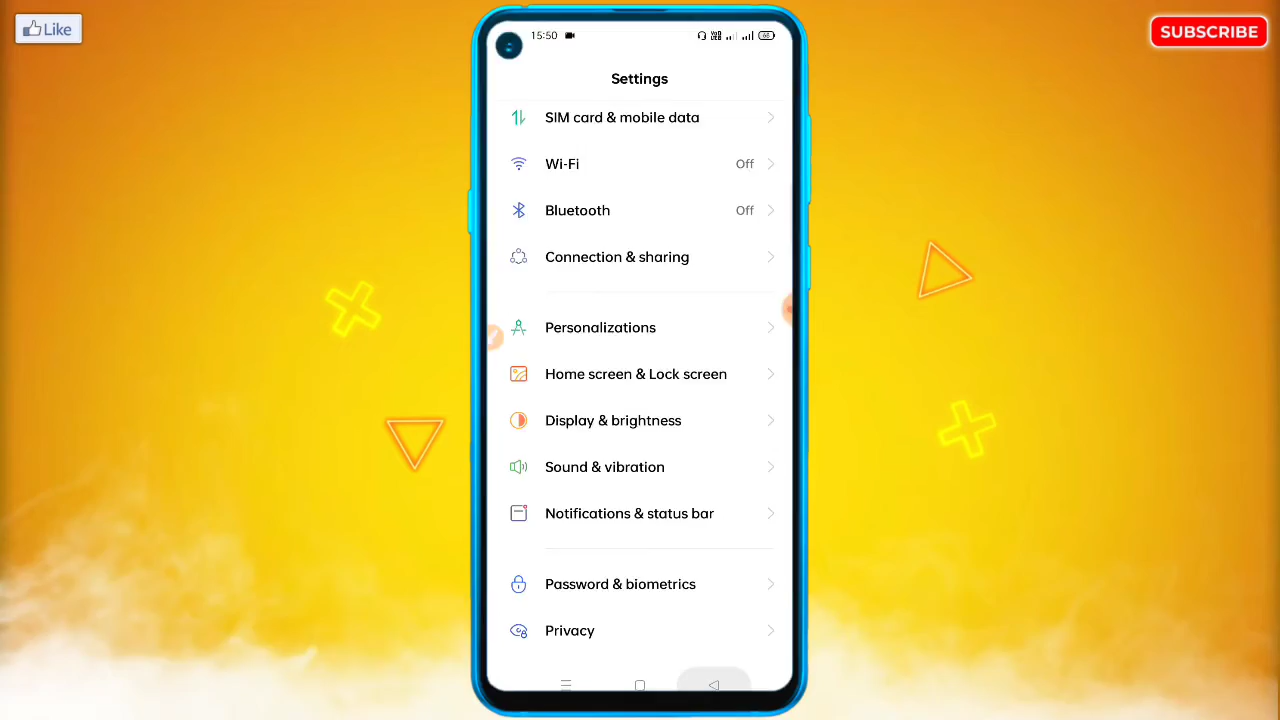 Like
SUBSCRIBE
15:50
Settings
SIM card & mobile data
Wi-Fi Off
Bluetooth Off
Connection & sharing
Personalizations
Home screen & Lock screen
Display & brightness
Sound & vibration
Notifications & status bar
Password & biometrics
Privacy